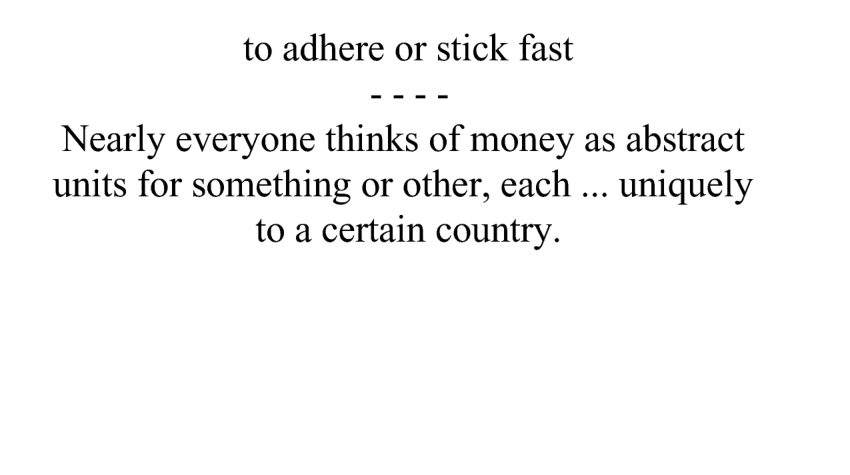 to adhere or stick fast
- - - -
Nearly everyone thinks of money as abstract
units for something or other, each ... uniquely
to a certain country.